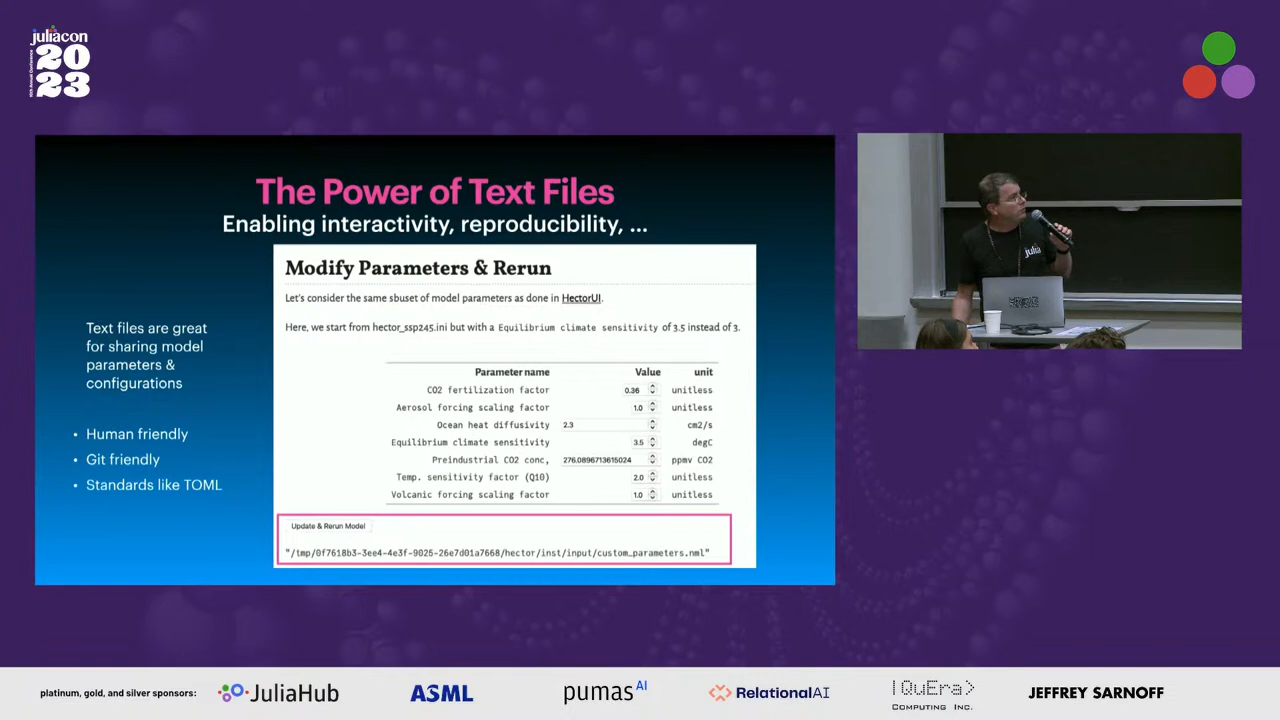 juliacon
20
23
The Power of Text Files
Enabling interactivity, reproducibility, ...
Text files are great
for sharing model
parameters &
configurations
• Human friendly
• Git friendly
• Standards like TOML
Modify Parameters & Rerun
Let's consider the same sbuset of model parameters as done in HectorUI.
Here, we start from hector_ssp245.ini but with a Equilibrium climate sensitivity of 3.5 instead of 3.
Parameter name Value unit
CO2 fertilization factor 0.36 unitless
Aerosol forcing scaling factor 1.0 unitless
Ocean heat diffusivity 2.3 cm2/s
Equilibrium climate sensitivity 3.5 degC
Preindustrial CO2 conc, 276.0896713615024 ppmv CO2
Temp. sensitivity factor (Q10) 2.0 unitless
Volcanic forcing scaling factor 1.0 unitless
Update & Rerun Model
"/tmp/0f7618b3-3ee4-4e3f-9025-26e7d01a7668/hector/inst/input/custom_parameters.nml"
julia
platinum, gold, and silver sponsors:
JuliaHub
ASML
pumas AI
RelationalAI
|QuEra>
Computing Inc.
JEFFREY SARNOFF